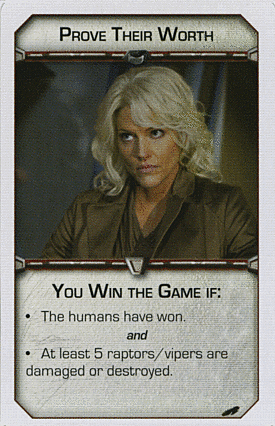 PROVE THEIR WORTH
YOU WIN THE GAME IF:
• The humans have won.
and
• At least 5 raptors/vipers are
damaged or destroyed.